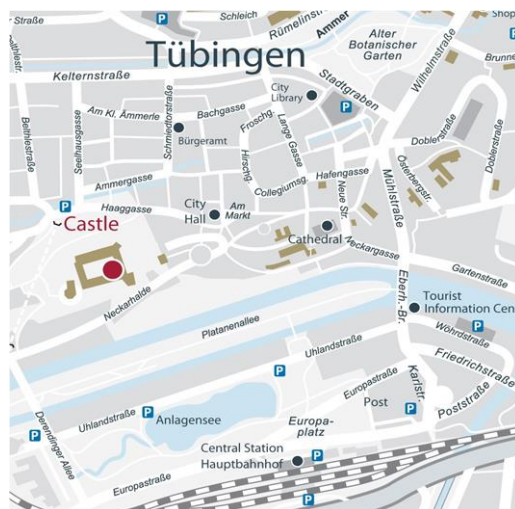 Schleich
Rümelinstraße
Ammer
Shop
Belthlestr.
Alter
Botanischer
Garten
Wilhelmstraße
Brunne
Tübingen
Kelternstraße
Stadtgraben
P
City
Library
Am Kl. Ämmerle
Bachgasse
Froschg.
Lange Gasse
Schmiedtorstraße
Seelhausgasse
Belthlestraße
Bürgeramt
Hirschg.
Doblerstraße
Doblerstraße
Österbergstr.
Mühlstraße
Hafengasse
Collegiumsg.
Neue Str.
Ammergasse
Haaggasse
City
Hall
Am
Markt
P
Castle
Cathedral
Neckargasse
Gartenstraße
Eberh.-Br.
Neckarhalde
Tourist
Information Cen
Platanenallee
Wöhrdstraße
P
Uhlandstraße
Friedrichstraße
Karlstr.
Poststraße
P
Europastraße
Post
P
Derendinger Allee
Uhlandstraße
P
Anlagensee
Europa-
platz
P
Central Station
Hauptbahnhof
P
Europastraße
P